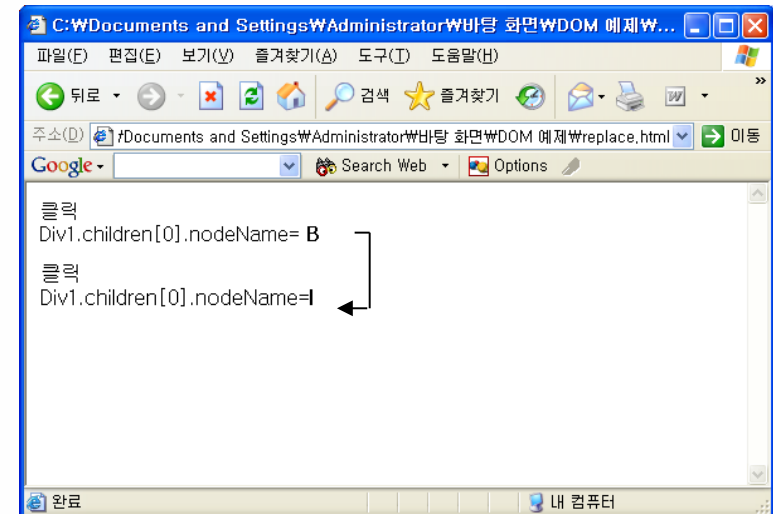 C:₩Documents and Settings₩Administrator₩바탕 화면₩DOM 예제₩...
파일(F) 편집(E) 보기(V) 즐겨찾기(A) 도구(T) 도움말(H)
뒤로 검색 즐겨찾기 W »
주소(D) /Documents and Settings₩Administrator₩바탕 화면₩DOM 예제₩replace.html 이동
Google Search Web Options
클릭
Div1.children[0].nodeName= B
클릭
Div1.children[0].nodeName=I
완료 내 컴퓨터